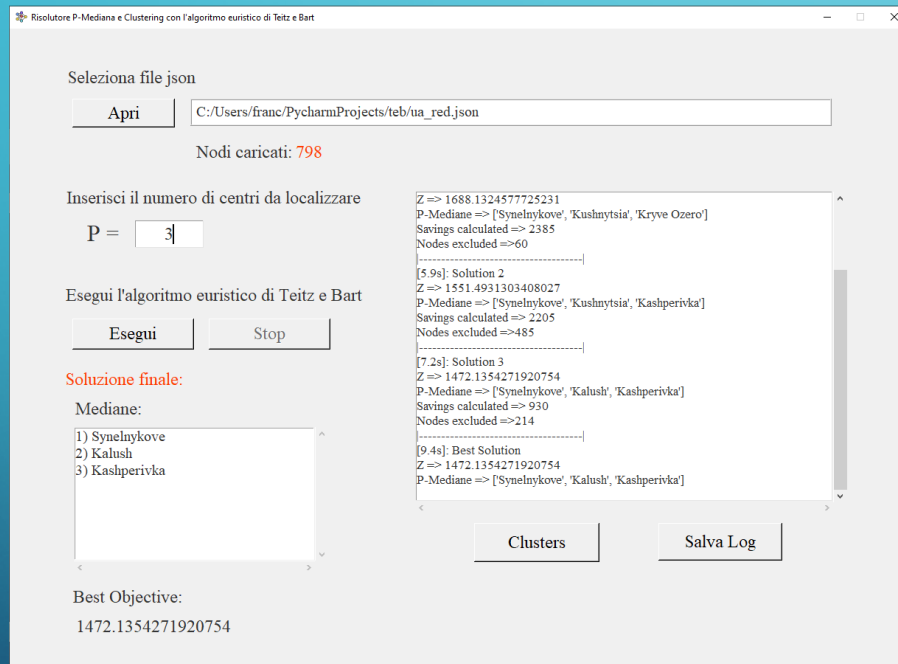 Risolutore P-Mediana e Clustering con l'algoritmo euristico di Teitz e Bart
Seleziona file json
Apri
C:/Users/franc/PycharmProjects/teb/ua_red.json
Nodi caricati: 798
Inserisci il numero di centri da localizzare
P = 3
Esegui l'algoritmo euristico di Teitz e Bart
Esegui
Stop
Soluzione finale:
Mediane:
1) Synelnykove
2) Kalush
3) Kashperivka
Best Objective:
1472.1354271920754
Z => 1688.1324577725231
P-Mediane => ['Synelnykove', 'Kushnytsia', 'Kryve Ozero']
Savings calculated => 2385
Nodes excluded =>60
|------------------------------------|
[5.9s]: Solution 2
Z => 1551.4931303408027
P-Mediane => ['Synelnykove', 'Kushnytsia', 'Kashperivka']
Savings calculated => 2205
Nodes excluded =>485
|------------------------------------|
[7.2s]: Solution 3
Z => 1472.1354271920754
P-Mediane => ['Synelnykove', 'Kalush', 'Kashperivka']
Savings calculated => 930
Nodes excluded =>214
|------------------------------------|
[9.4s]: Best Solution
Z => 1472.1354271920754
P-Mediane => ['Synelnykove', 'Kalush', 'Kashperivka']
Clusters
Salva Log